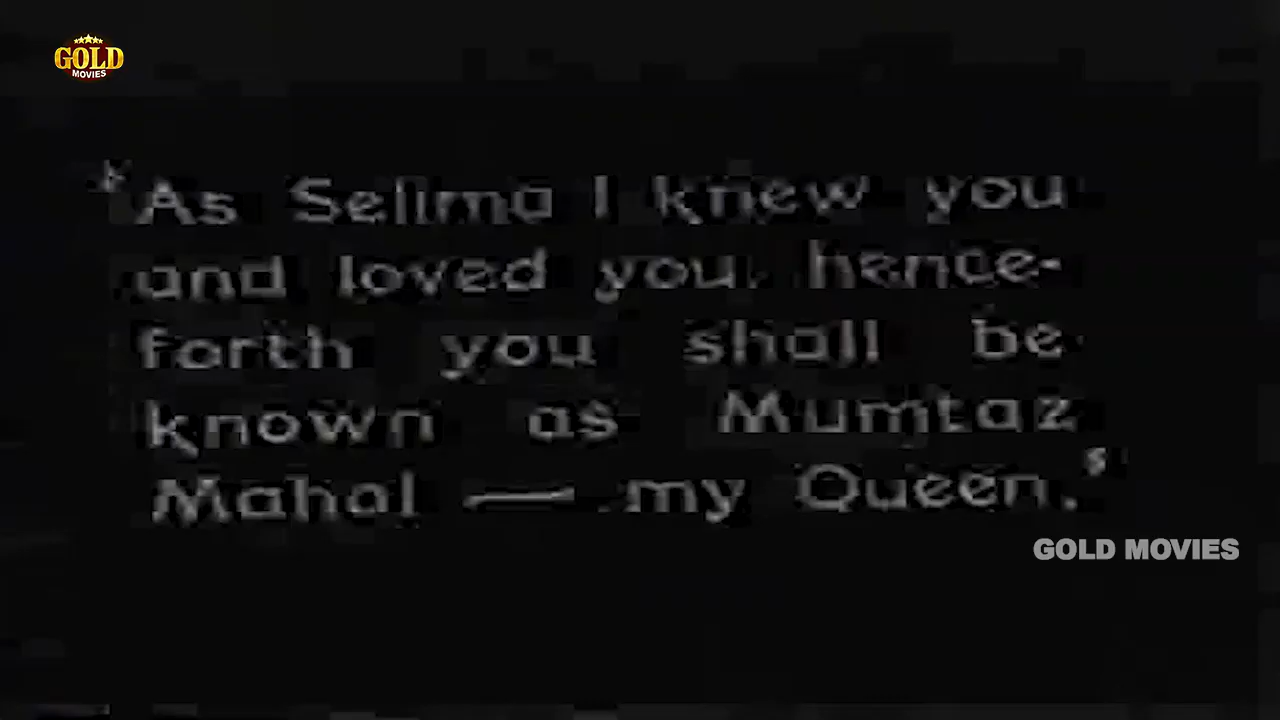 GOLD
MOVIES
"As Selima I knew you
and loved you, hence-
forth you shall be
known as Mumtaz
Mahal — my Queen."
GOLD MOVIES